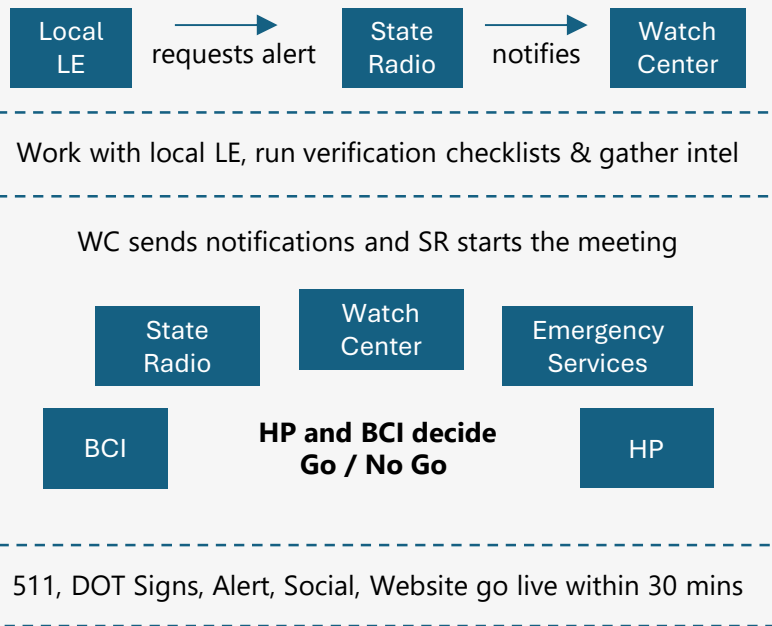 Local
LE
requests alert
State
Radio
notifies
Watch
Center
Work with local LE, run verification checklists & gather intel
WC sends notifications and SR starts the meeting
State
Radio
Watch
Center
Emergency
Services
BCI
HP and BCI decide
Go / No Go
HP
511, DOT Signs, Alert, Social, Website go live within 30 mins